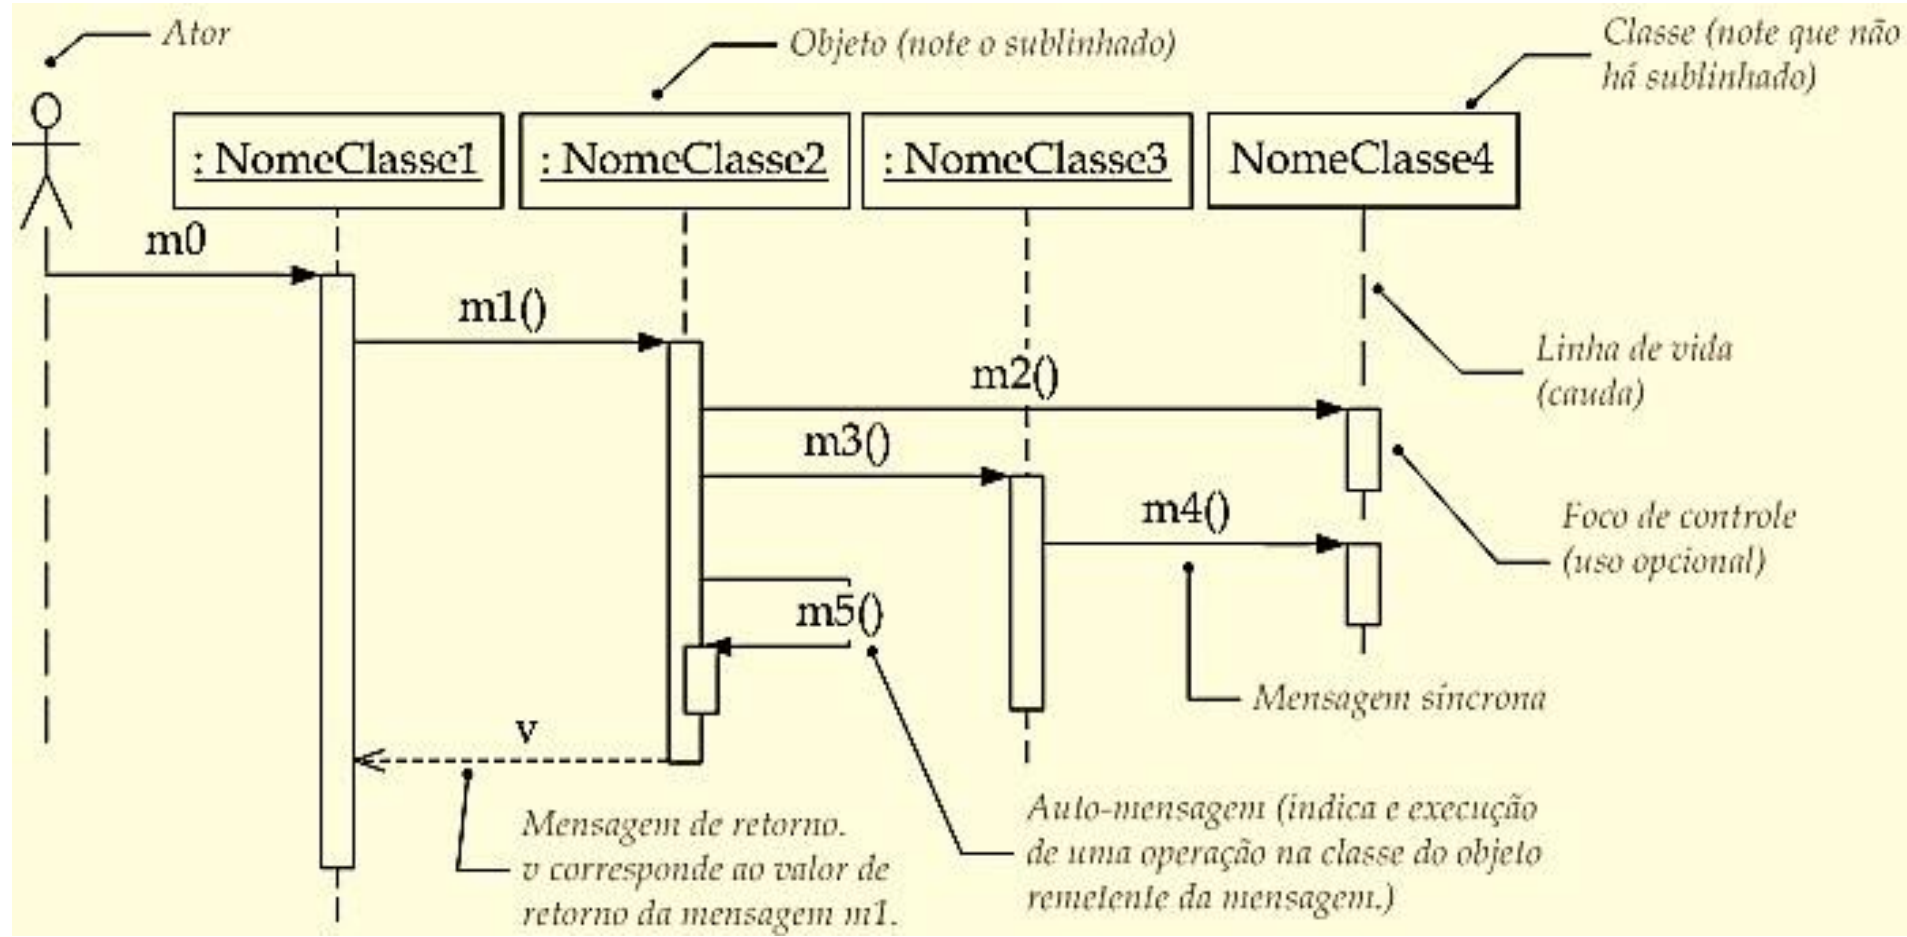 Ator
Objeto (note o sublinhado)
Classe (note que não
há sublinhado)
: NomeClasse1
: NomeClasse2
: NomeClasse3
NomeClasse4
m0
m1()
m2()
Linha de vida
(cauda)
m3()
m4()
Foco de controle
(uso opcional)
m5()
Mensagem síncrona
v
Mensagem de retorno.
v corresponde ao valor de
retorno da mensagem m1.
Auto-mensagem (indica e execução
de uma operação na classe do objeto
remetente da mensagem.)